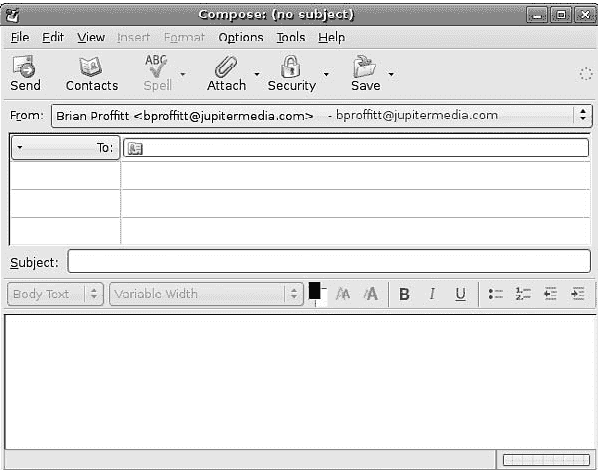 Compose: (no subject)
File Edit View Insert Format Options Tools Help
ABC
Send Contacts Spell Attach Security Save
From: Brian Proffitt <bproffitt@jupitermedia.com> - bproffitt@jupitermedia.com
To:
Subject:
Body Text Variable Width A A A B I U